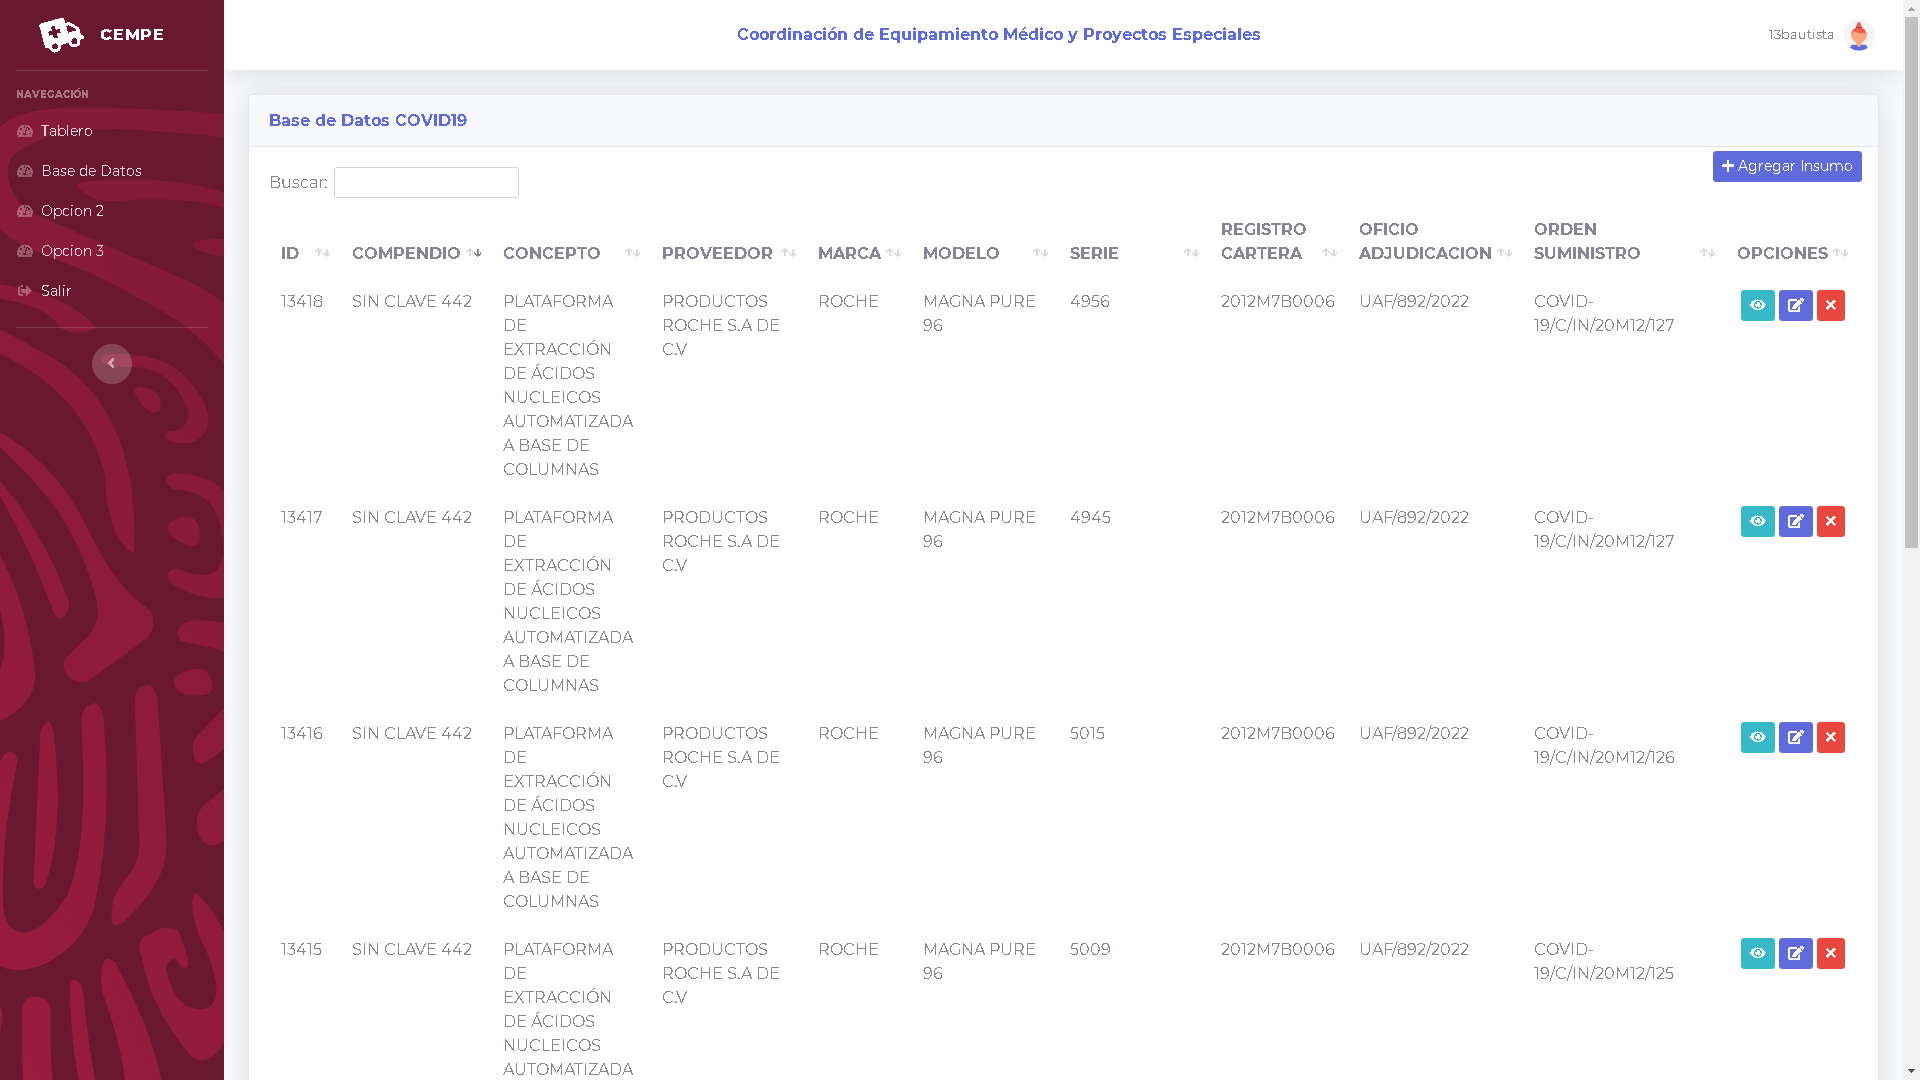 CEMPE
NAVEGACIÓN
Tablero
Base de Datos
Opcion 2
Opcion 3
Salir
Coordinación de Equipamiento Médico y Proyectos Especiales
13bautista
Base de Datos COVID19
Buscar:
Agregar Insumo
ID COMPENDIO CONCEPTO PROVEEDOR MARCA MODELO SERIE REGISTRO CARTERA OFICIO ADJUDICACION ORDEN SUMINISTRO OPCIONES
13418 SIN CLAVE 442 PLATAFORMA DE EXTRACCIÓN DE ÁCIDOS NUCLEICOS AUTOMATIZADA A BASE DE COLUMNAS PRODUCTOS ROCHE S.A DE C.V ROCHE MAGNA PURE 96 4956 2012M7B0006 UAF/892/2022 COVID-19/C/IN/20M12/127
13417 SIN CLAVE 442 PLATAFORMA DE EXTRACCIÓN DE ÁCIDOS NUCLEICOS AUTOMATIZADA A BASE DE COLUMNAS PRODUCTOS ROCHE S.A DE C.V ROCHE MAGNA PURE 96 4945 2012M7B0006 UAF/892/2022 COVID-19/C/IN/20M12/127
13416 SIN CLAVE 442 PLATAFORMA DE EXTRACCIÓN DE ÁCIDOS NUCLEICOS AUTOMATIZADA A BASE DE COLUMNAS PRODUCTOS ROCHE S.A DE C.V ROCHE MAGNA PURE 96 5015 2012M7B0006 UAF/892/2022 COVID-19/C/IN/20M12/126
13415 SIN CLAVE 442 PLATAFORMA DE EXTRACCIÓN DE ÁCIDOS NUCLEICOS AUTOMATIZADA PRODUCTOS ROCHE S.A DE C.V ROCHE MAGNA PURE 96 5009 2012M7B0006 UAF/892/2022 COVID-19/C/IN/20M12/125